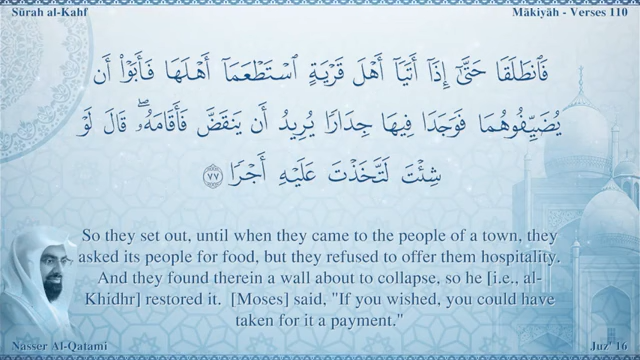 Sūrah al-Kahf
Mākiyāh - Verses 110
فَٱنطَلَقَا حَتَّىٰٓ إِذَآ أَتَيَآ أَهْلَ قَرْيَةٍ ٱسْتَطْعَمَآ أَهْلَهَا فَأَبَوْا۟ أَن
يُضَيِّفُوهُمَا فَوَجَدَا فِيهَا جِدَارًا يُرِيدُ أَن يَنقَضَّ فَأَقَامَهُۥ ۖ قَالَ لَوْ
شِئْتَ لَتَّخَذْتَ عَلَيْهِ أَجْرًا ٧٧
So they set out, until when they came to the people of a town, they
asked its people for food, but they refused to offer them hospitality.
And they found therein a wall about to collapse, so he [i.e., al-
Khidhr] restored it.  [Moses] said, "If you wished, you could have
taken for it a payment."
Nasser Al-Qatami
Juz' 16